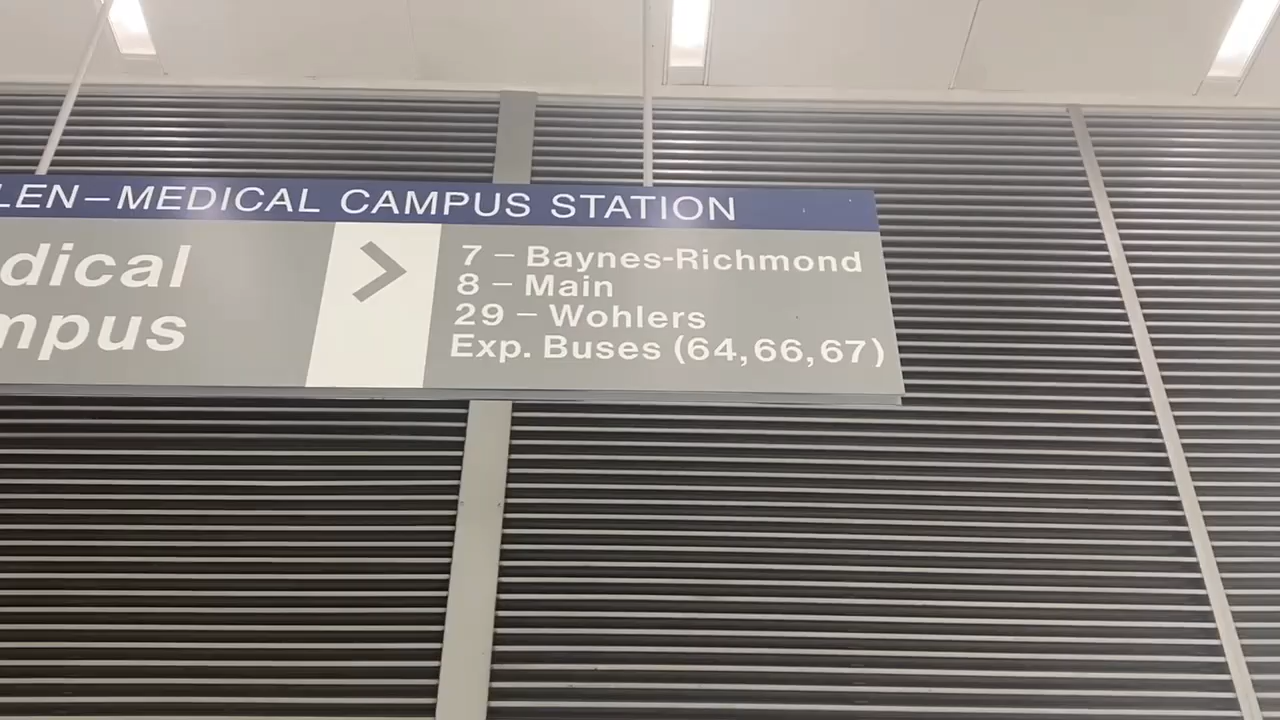 LEN–MEDICAL CAMPUS STATION
dical
mpus
7 – Baynes-Richmond
8 – Main
29 – Wohlers
Exp. Buses (64,66,67)